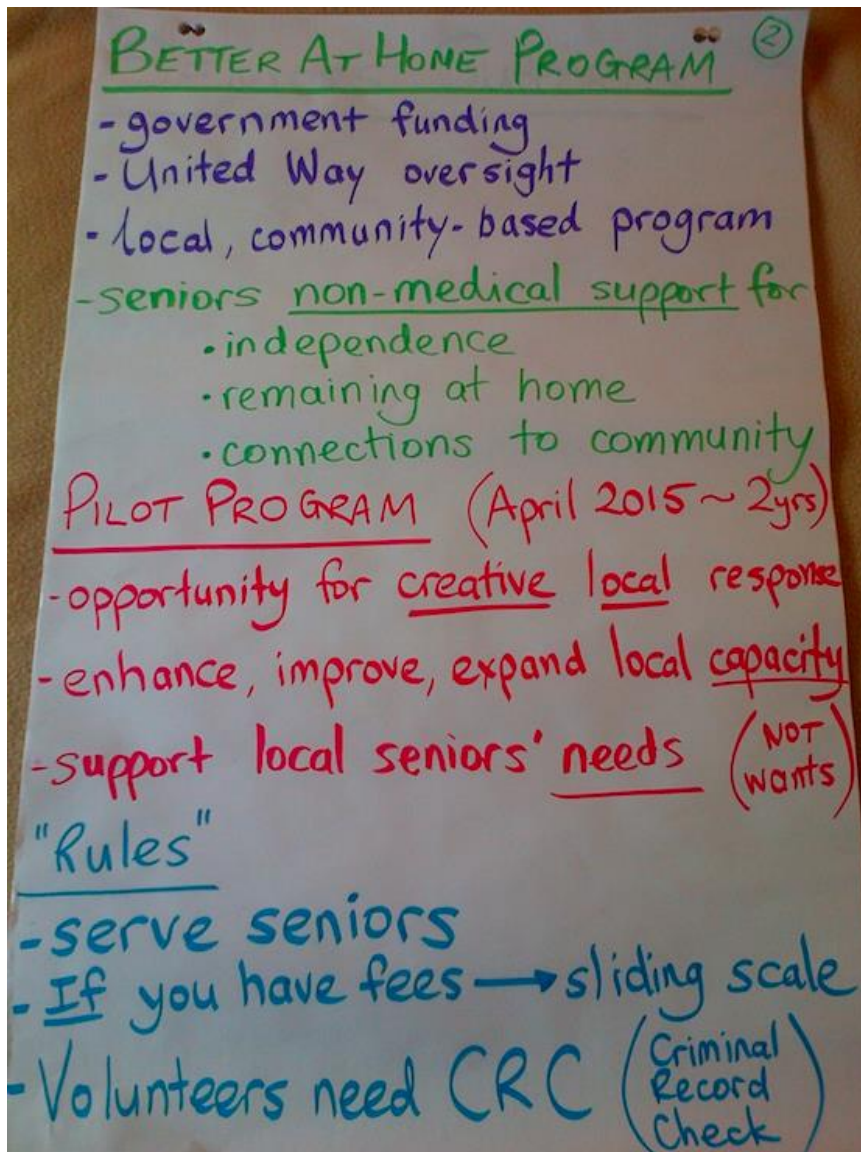 BETTER AT HOME PROGRAM 2
- government funding
- United Way oversight
- local, community-based program
- seniors non-medical support for
• independence
• remaining at home
• connections to community
PILOT PROGRAM (April 2015 ~ 2yrs)
- opportunity for creative local response
- enhance, improve, expand local capacity
- support local seniors' needs (NOT wants)
"Rules"
- serve seniors
- If you have fees → sliding scale
- Volunteers need CRC (Criminal Record Check